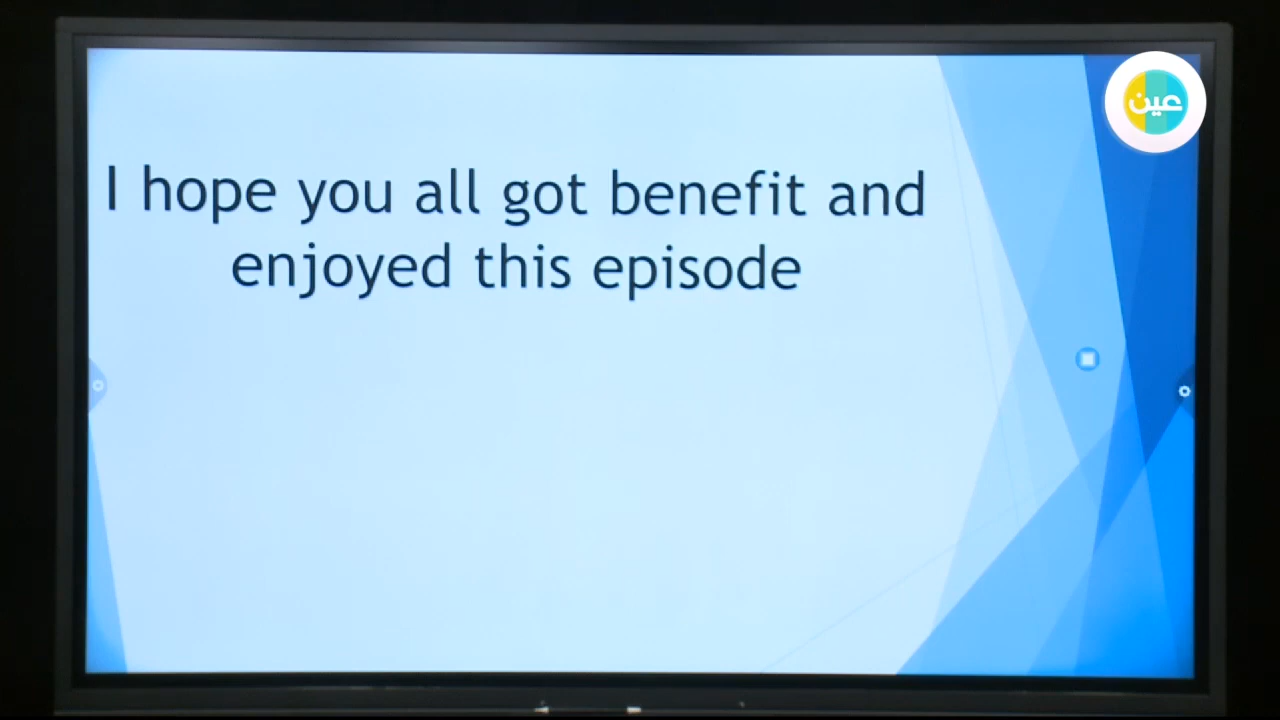 عين
I hope you all got benefit and
enjoyed this episode